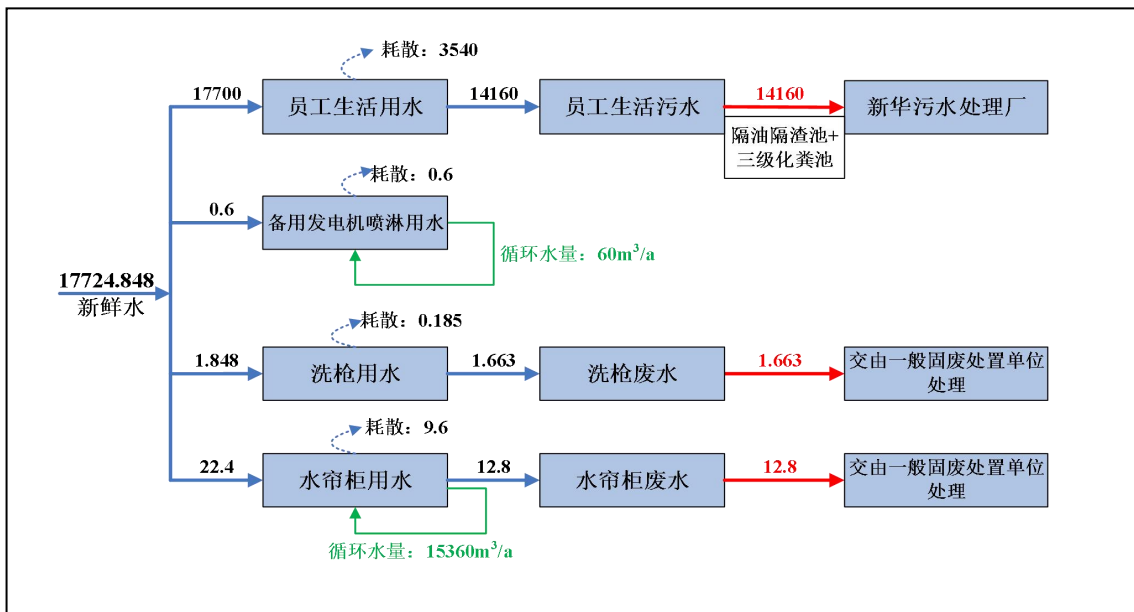 耗散：3540
17700
员工生活用水
14160
员工生活污水
14160
新华污水处理厂
隔油隔渣池+
三级化粪池
耗散：0.6
0.6
备用发电机喷淋用水
循环水量：60m³/a
17724.848
新鲜水
耗散：0.185
1.848
洗枪用水
1.663
洗枪废水
1.663
交由一般固废处置单位
处理
耗散：9.6
22.4
水帘柜用水
12.8
水帘柜废水
12.8
交由一般固废处置单位
处理
循环水量：15360m³/a